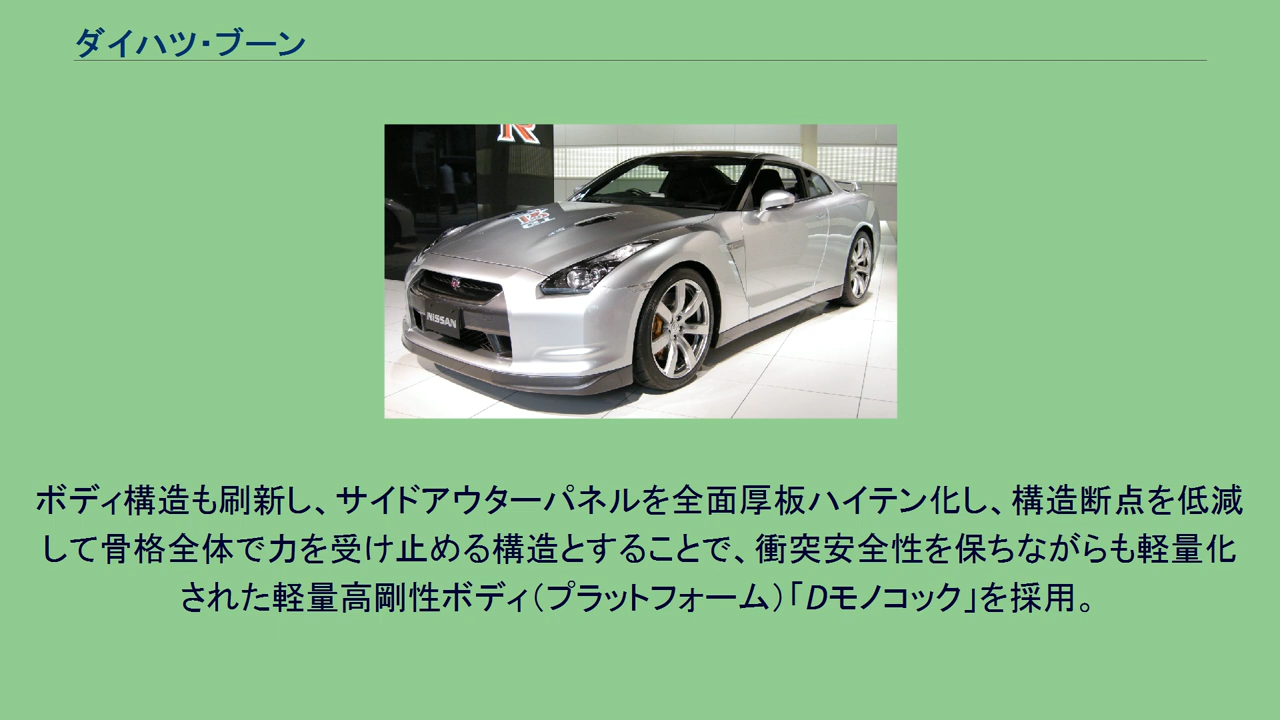 ダイハツ・ブーン
R
NISSAN
ボディ構造も刷新し、サイドアウターパネルを全面厚板ハイテン化し、構造断点を低減
して骨格全体で力を受け止める構造とすることで、衝突安全性を保ちながらも軽量化
された軽量高剛性ボディ（プラットフォーム）「Dモノコック」を採用。